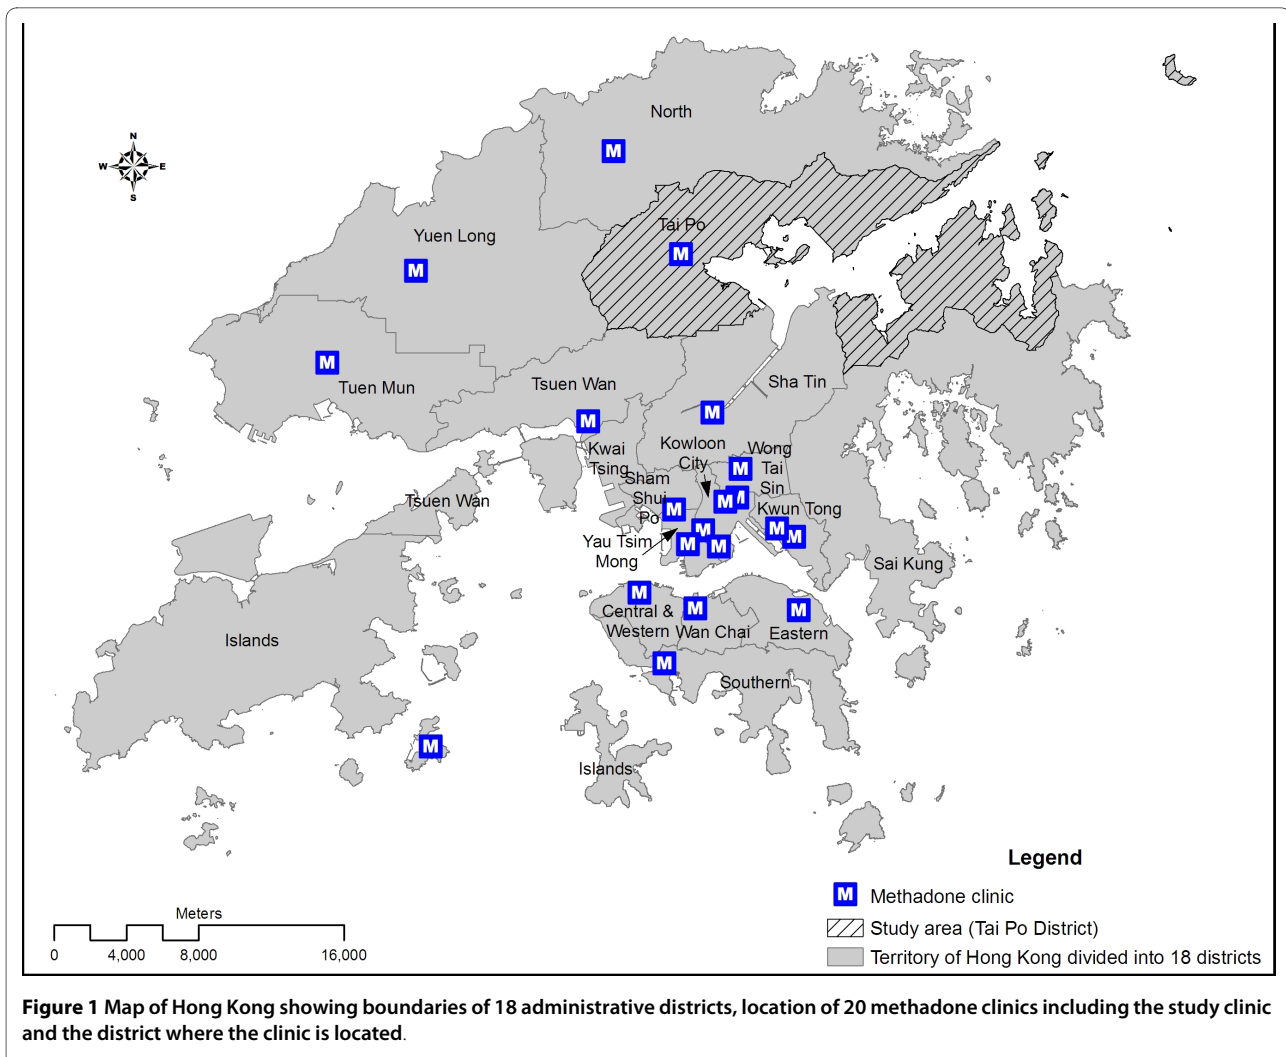 North
N
W
E
S
M
Tai Po
M
Yuen Long
M
M
Tuen Mun
Tsuen Wan
M
Sha Tin
M
Kowloon
City
Wong
Tai
Sin
M
Kwai
Tsing
Sham
Shui
Po
M
M
M
Kwun Tong
M
M
Tsuen Wan
Yau Tsim
Mong
M
M
M
Sai Kung
M
Central &
Western
M
Wan Chai
M
Eastern
Islands
M
Southern
M
Islands
Legend
M
Methadone clinic
Study area (Tai Po District)
Territory of Hong Kong divided into 18 districts
Meters
0
4,000
8,000
16,000
Figure 1 Map of Hong Kong showing boundaries of 18 administrative districts, location of 20 methadone clinics including the study clinic
and the district where the clinic is located.